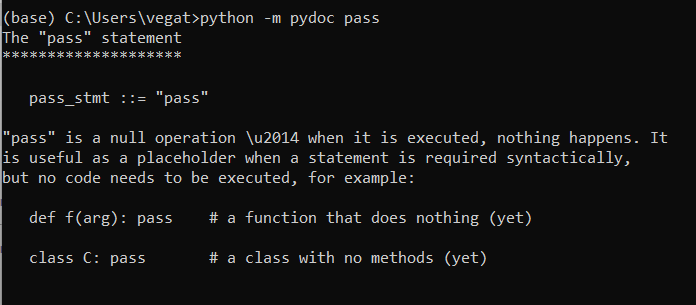 (base) C:\Users\vegat>python -m pydoc pass
The "pass" statement
********************
pass_stmt ::= "pass"
"pass" is a null operation \u2014 when it is executed, nothing happens. It
is useful as a placeholder when a statement is required syntactically,
but no code needs to be executed, for example:
def f(arg): pass    # a function that does nothing (yet)
class C: pass       # a class with no methods (yet)